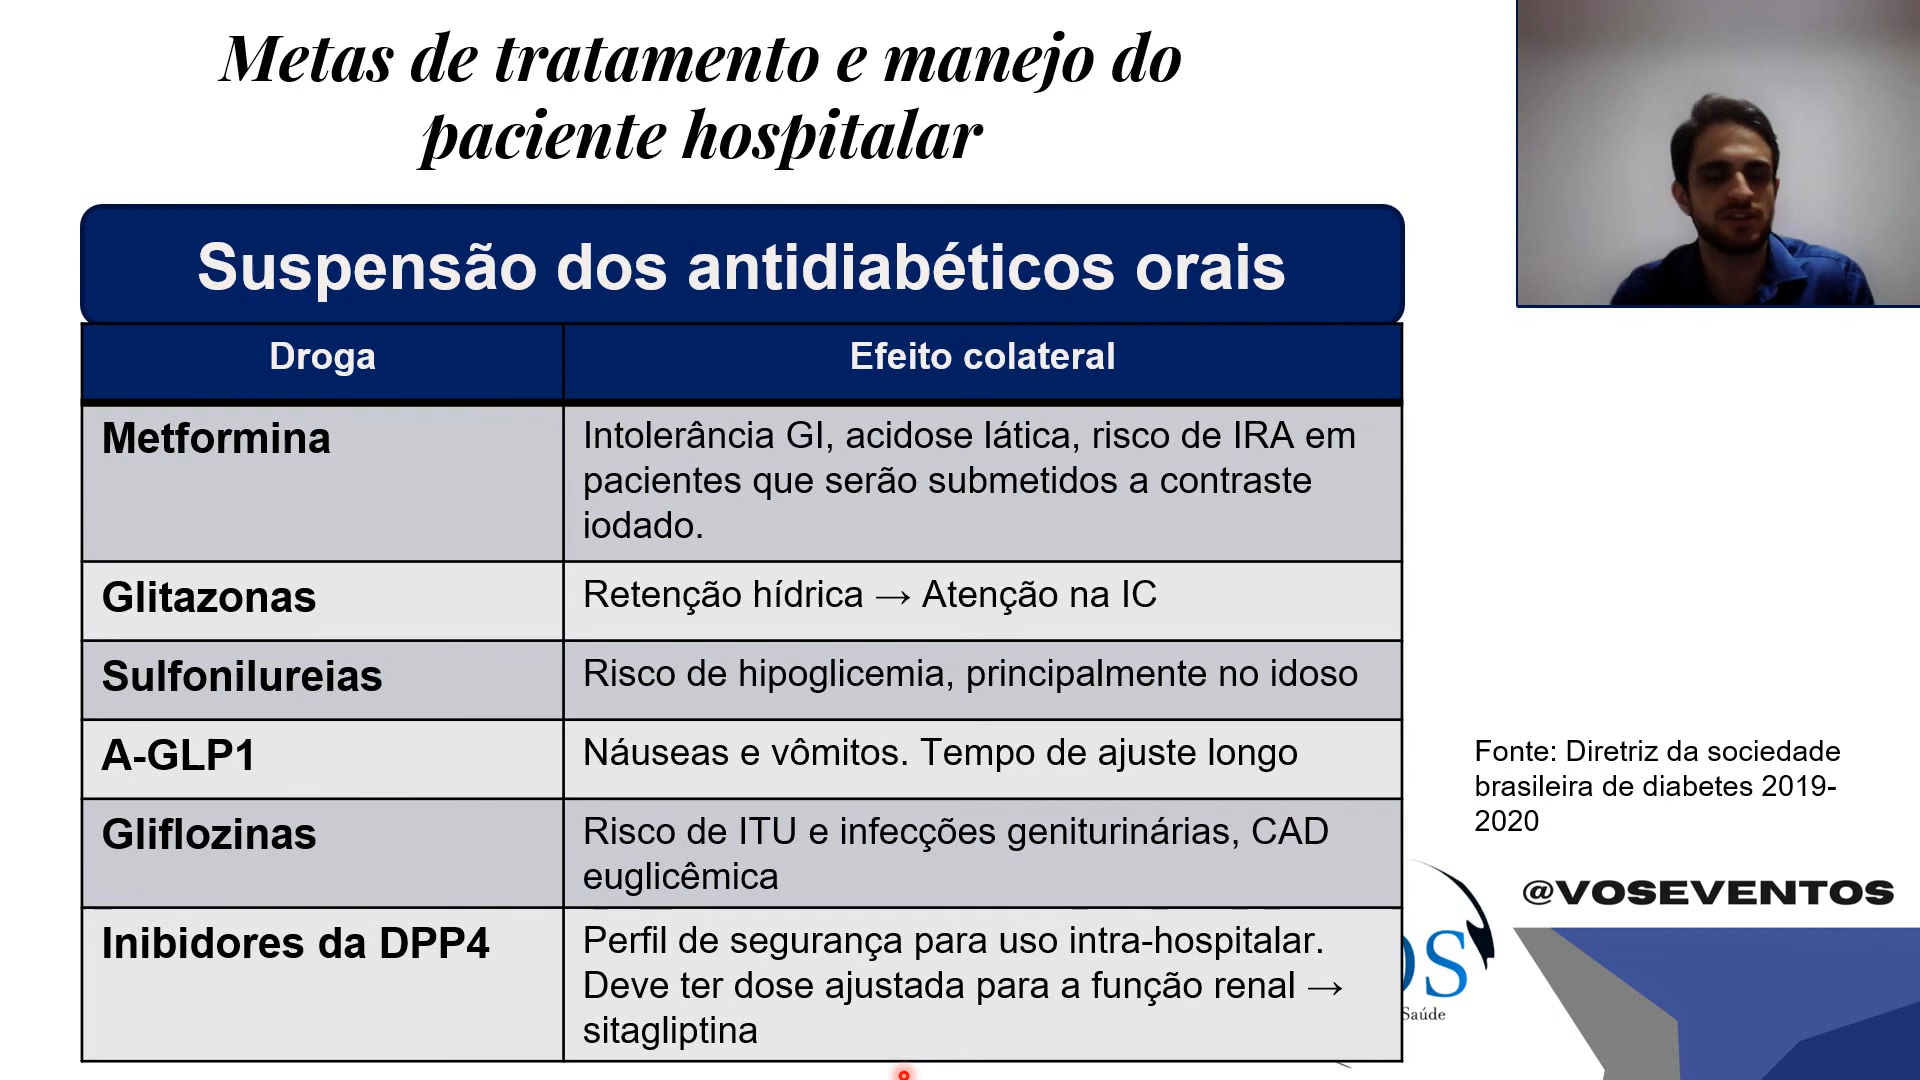 Metas de tratamento e manejo do
paciente hospitalar
Suspensão dos antidiabéticos orais
Droga
Efeito colateral
Metformina
Intolerância GI, acidose lática, risco de IRA em
pacientes que serão submetidos a contraste
iodado.
Glitazonas
Retenção hídrica → Atenção na IC
Sulfonilureias
Risco de hipoglicemia, principalmente no idoso
A-GLP1
Náuseas e vômitos. Tempo de ajuste longo
Gliflozinas
Risco de ITU e infecções geniturinárias, CAD
euglicêmica
Inibidores da DPP4
Perfil de segurança para uso intra-hospitalar.
Deve ter dose ajustada para a função renal →
sitagliptina
Fonte: Diretriz da sociedade
brasileira de diabetes 2019-
2020
@VOSEVENTOS
Saúde